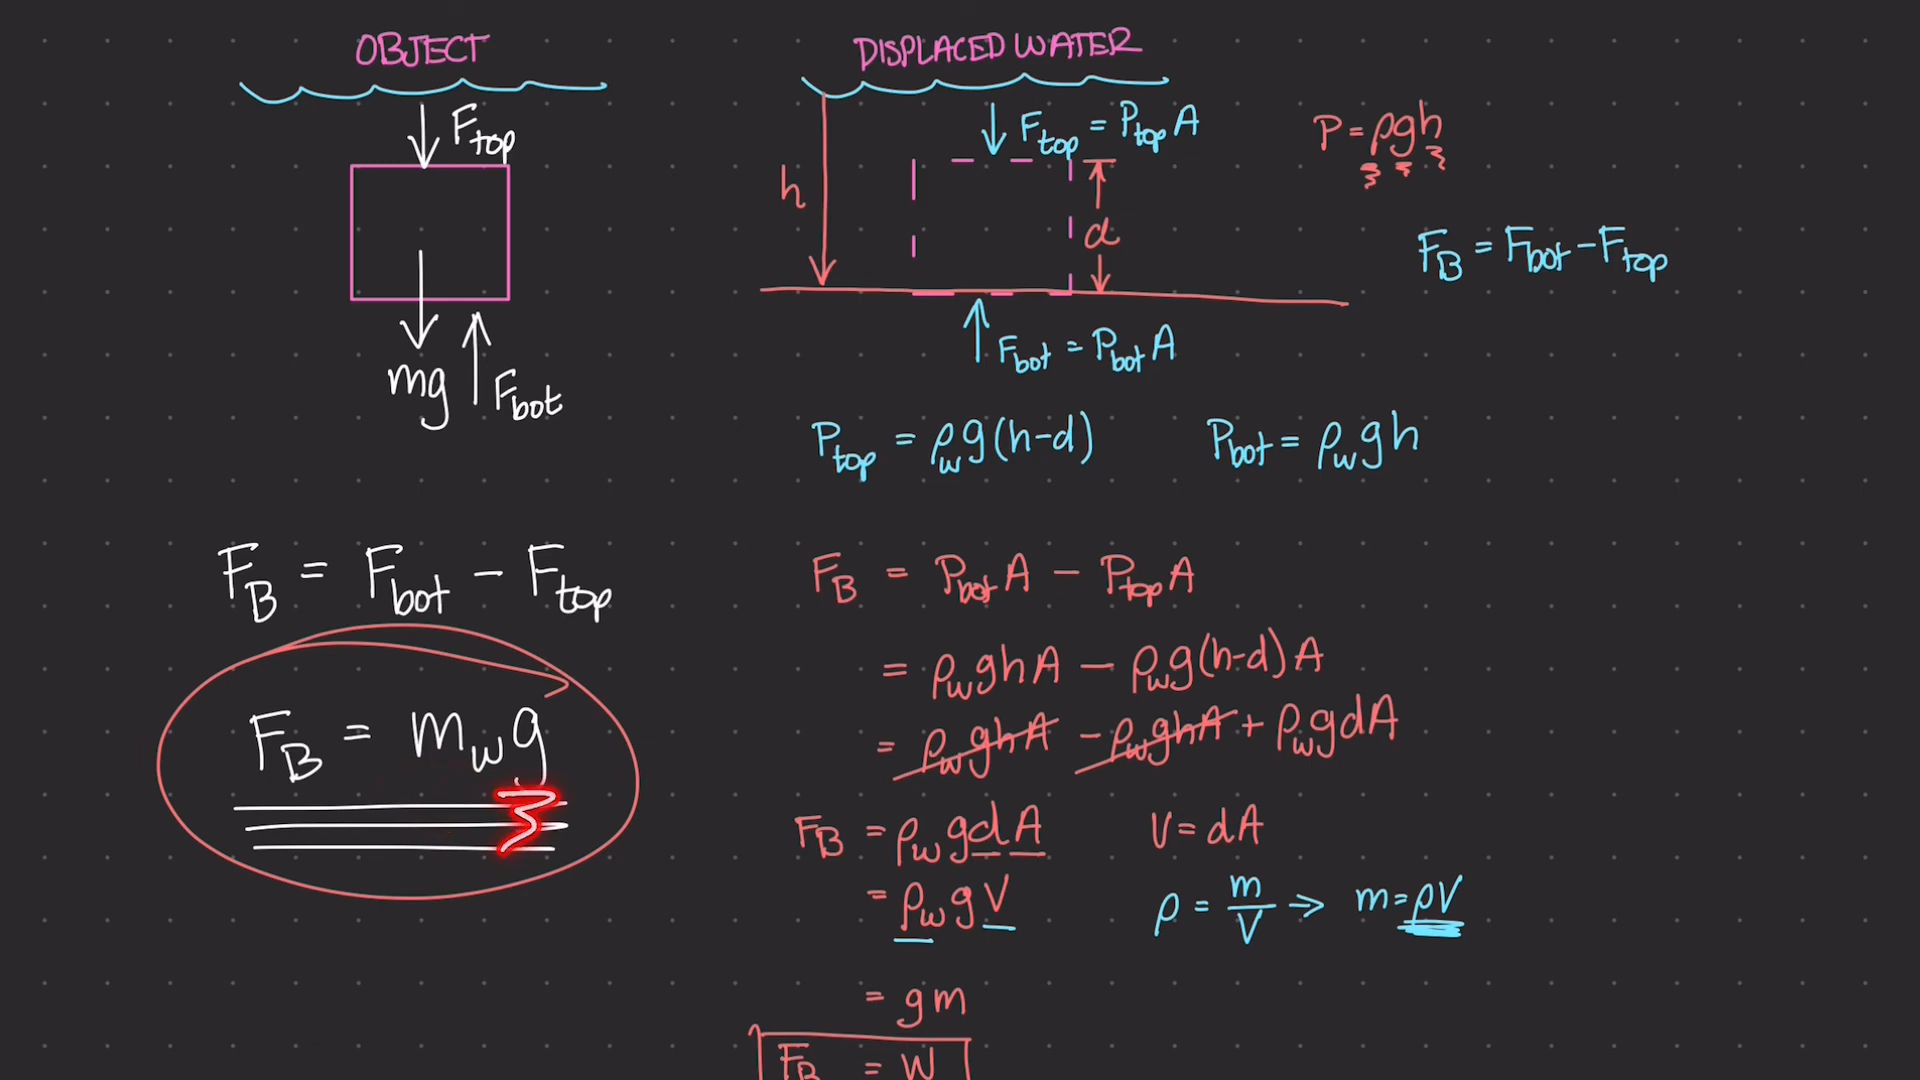 OBJECT
F_top
mg
F_bot
F_B = F_bot - F_top
F_B = m_w g
DISPLACED WATER
F_top = P_top A
h
d
F_bot = P_bot A
P = ρgh
F_B = F_bot - F_top
P_top = ρ_w g(h-d)
P_bot = ρ_w gh
F_B = P_bot A - P_top A
= ρ_w ghA - ρ_w g(h-d)A
= ρ_w ghA - ρ_w ghA + ρ_w gdA
F_B = ρ_w gdA
V = dA
= ρ_w gV
ρ = m/V → m = ρV
= gm
F_B = W